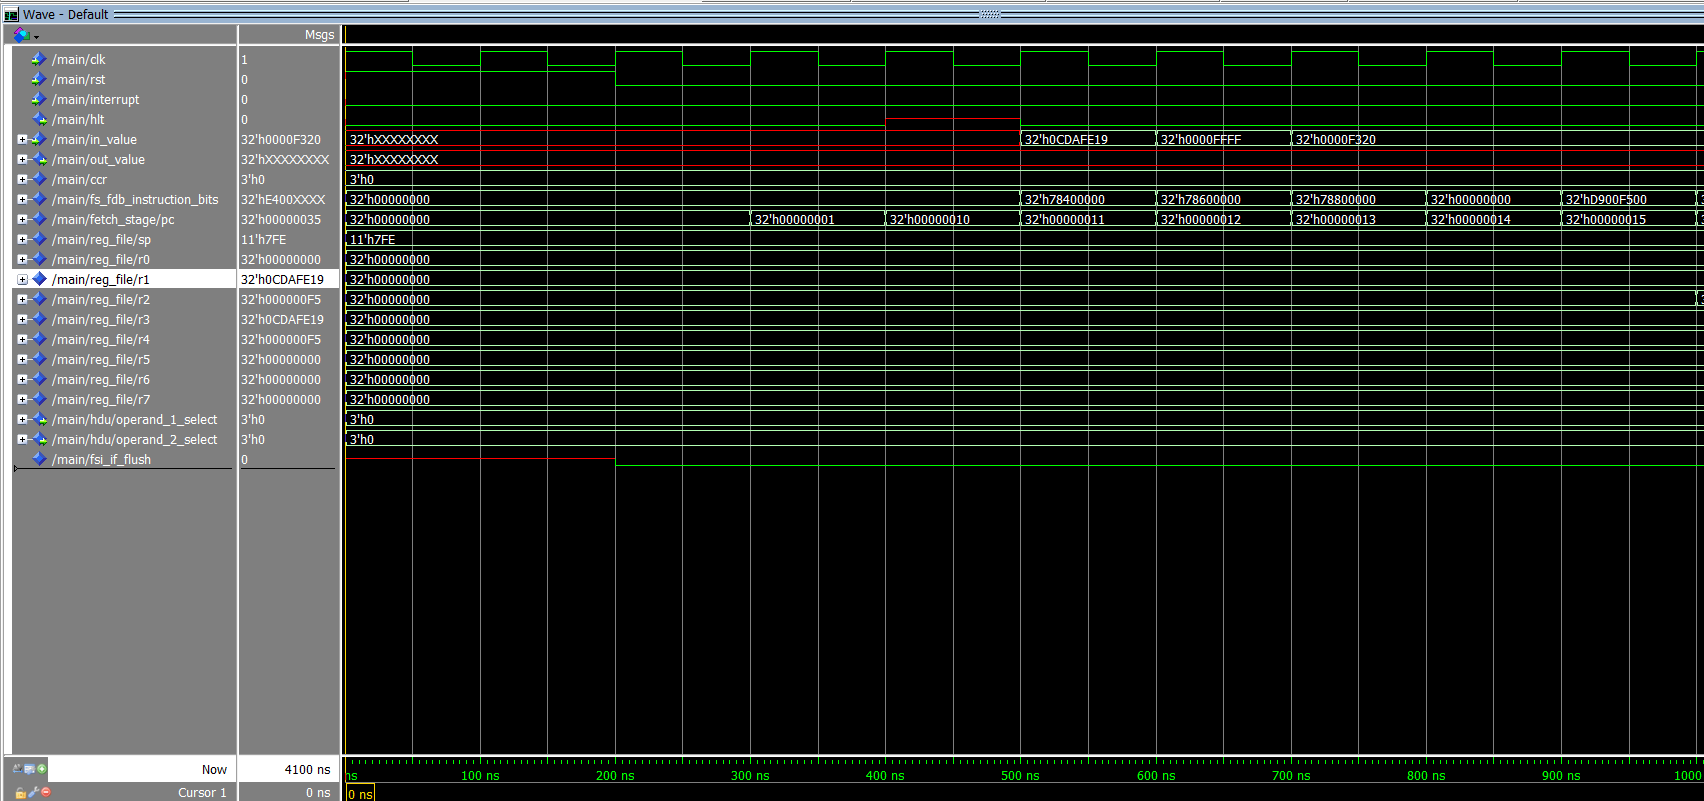 Wave - Default
Msgs
/main/clk 1
/main/rst 0
/main/interrupt 0
/main/hlt 0
/main/in_value 32'h0000F320 32'hXXXXXXXX 32'h0CDAFE19 32'h0000FFFF 32'h0000F320
/main/out_value 32'hXXXXXXXX 32'hXXXXXXXX
/main/ccr 3'h0 3'h0
/main/fs_fdb_instruction_bits 32'hE400XXXX 32'h00000000 32'h78400000 32'h78600000 32'h78800000 32'h00000000 32'hD900F500
/main/fetch_stage/pc 32'h00000035 32'h00000000 32'h00000001 32'h00000010 32'h00000011 32'h00000012 32'h00000013 32'h00000014 32'h00000015
/main/reg_file/sp 11'h7FE 11'h7FE
/main/reg_file/r0 32'h00000000 32'h00000000
/main/reg_file/r1 32'h0CDAFE19 32'h00000000
/main/reg_file/r2 32'h000000F5 32'h00000000
/main/reg_file/r3 32'h0CDAFE19 32'h00000000
/main/reg_file/r4 32'h000000F5 32'h00000000
/main/reg_file/r5 32'h00000000 32'h00000000
/main/reg_file/r6 32'h00000000 32'h00000000
/main/reg_file/r7 32'h00000000 32'h00000000
/main/hdu/operand_1_select 3'h0 3'h0
/main/hdu/operand_2_select 3'h0 3'h0
/main/fsi_if_flush 0
Now 4100 ns ns 100 ns 200 ns 300 ns 400 ns 500 ns 600 ns 700 ns 800 ns 900 ns 1000
Cursor 1 0 ns 0 ns